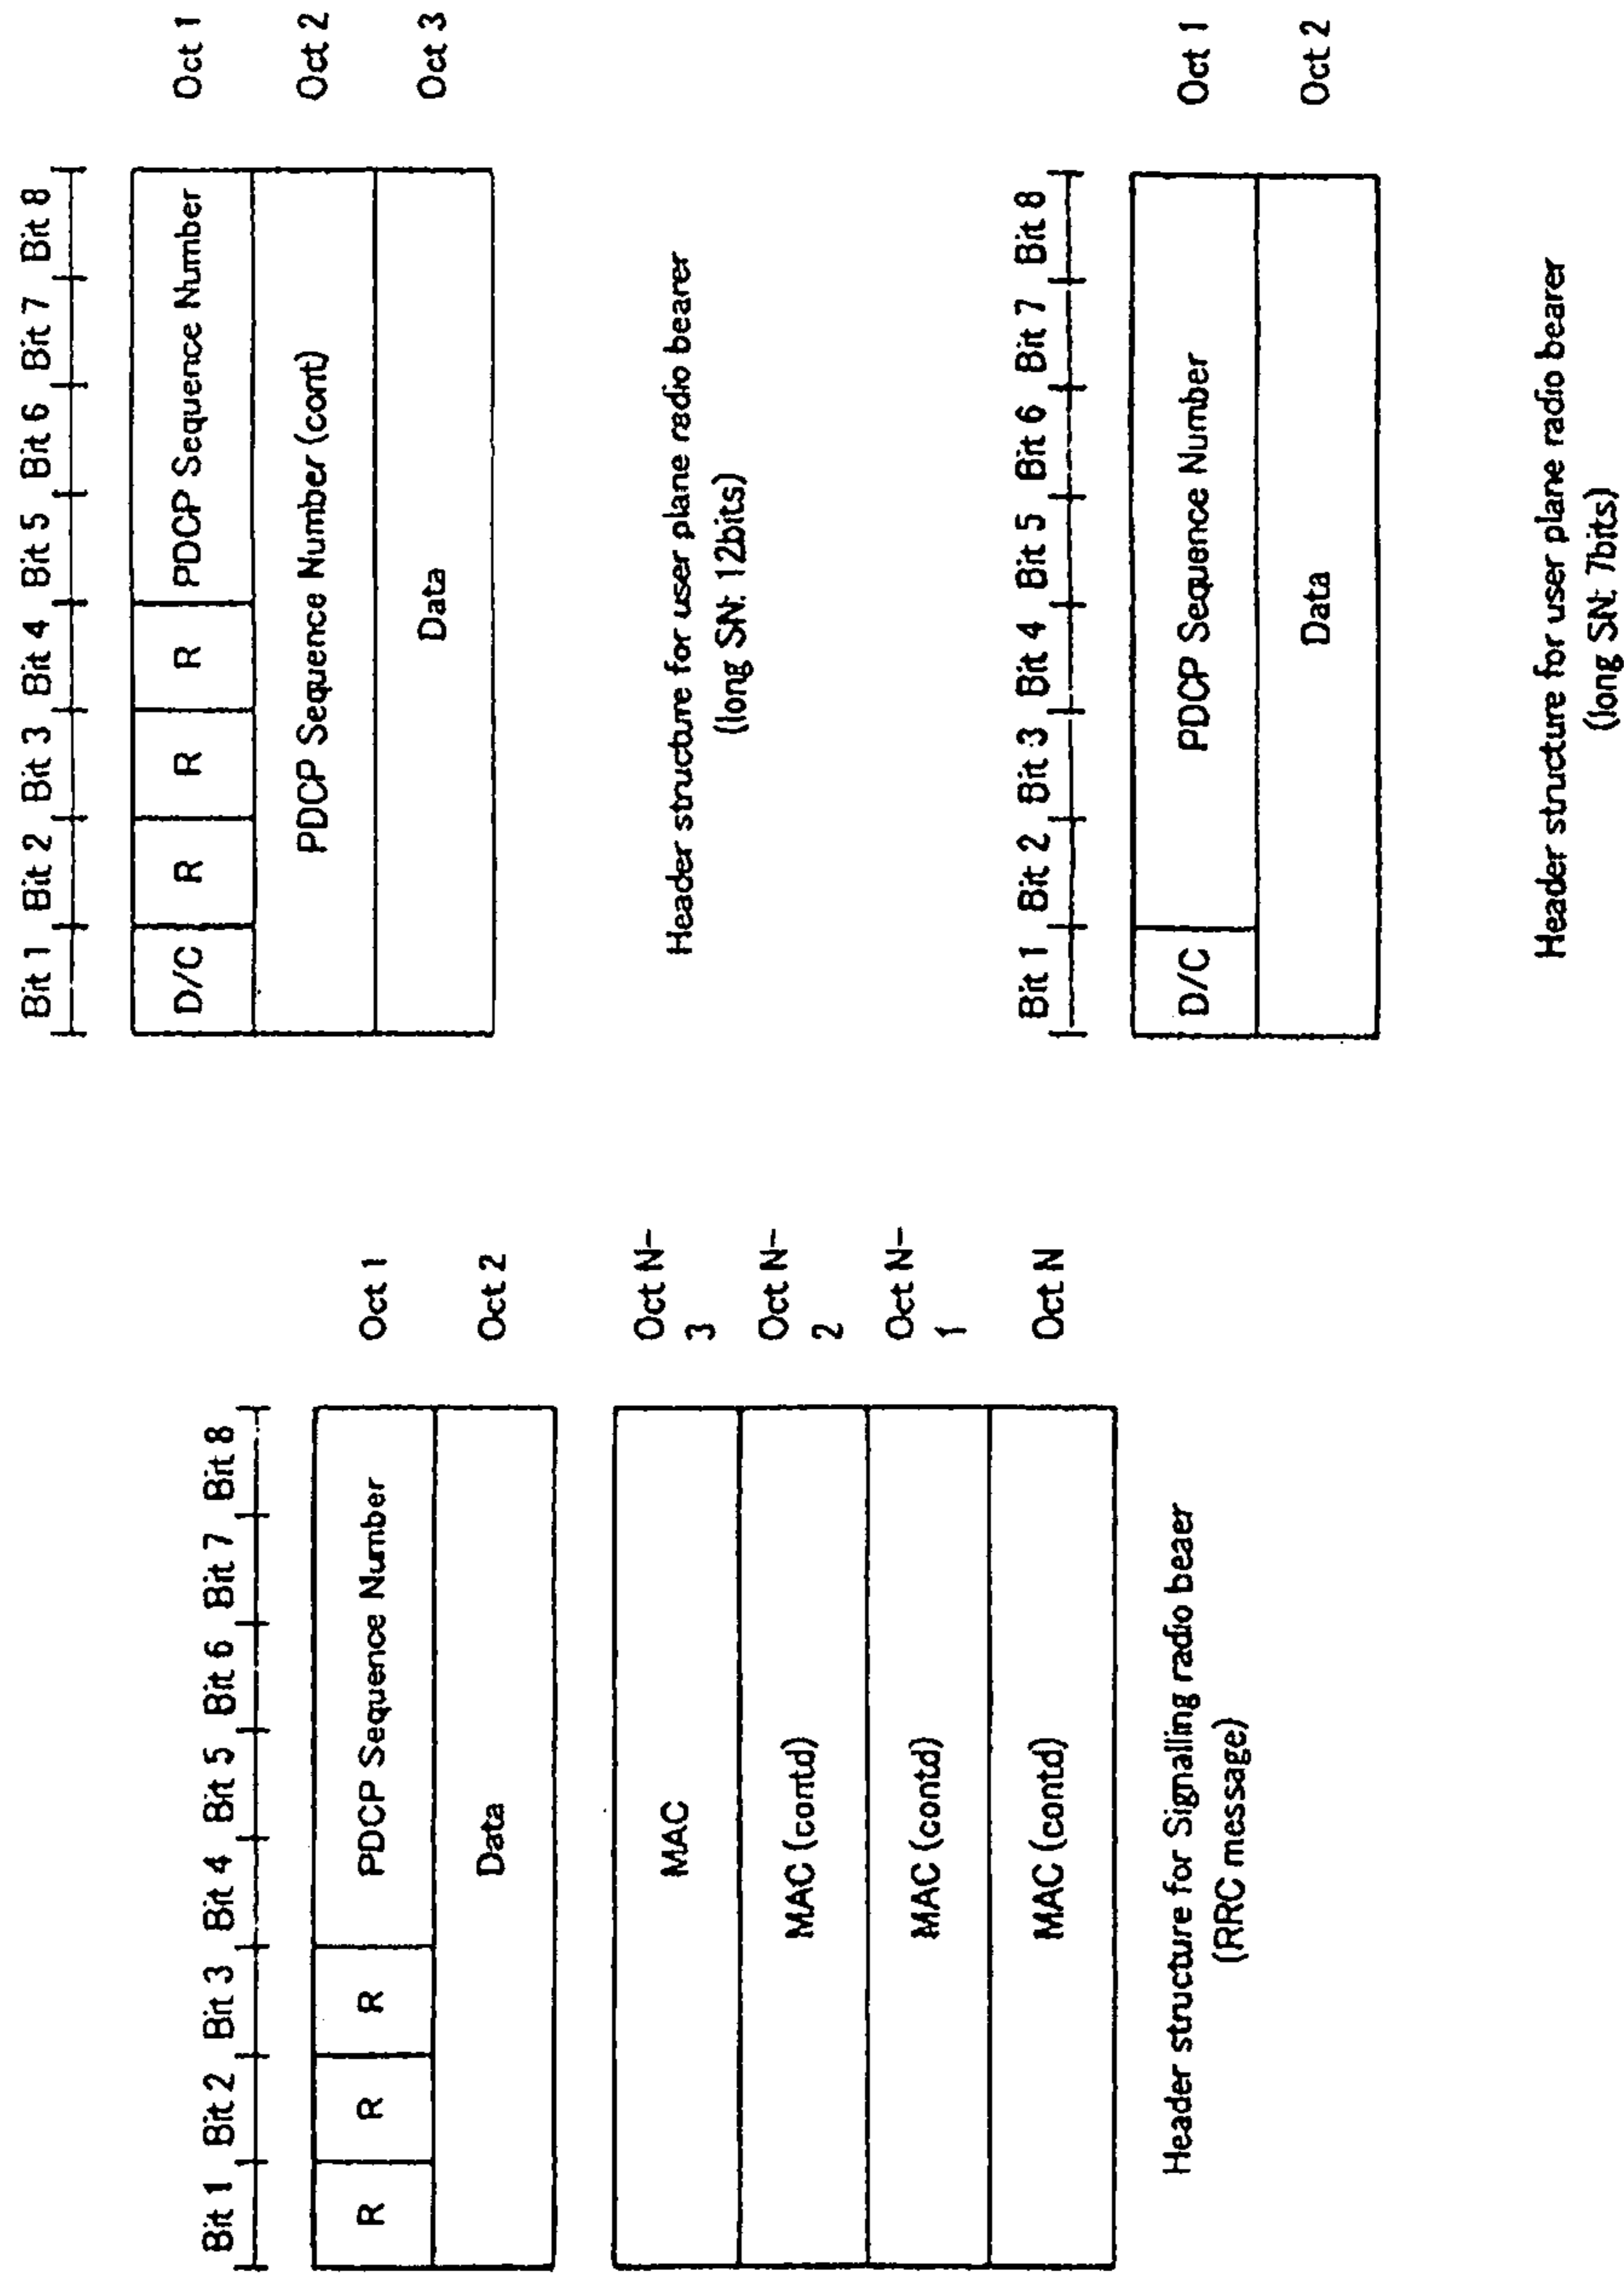 Bit 1 Bit 2 Bit 3 Bit 4 Bit 5 Bit 6 Bit 7 Bit 8
R R R PDCP Sequence Number Oct 1
Data Oct 2
MAC Oct N-
3
MAC (contd) Oct N-
2
MAC (contd) Oct N-
1
MAC (contd) Oct N
Header structure for Signalling radio beaer
(RRC message)
Bit 1 Bit 2 Bit 3 Bit 4 Bit 5 Bit 6 Bit 7 Bit 8
D/C R R R PDCP Sequence Number Oct 1
PDCP Sequence Number (cont) Oct 2
Data Oct 3
Header structure for user plane radio bearer
(long SN: 12bits)
Bit 1 Bit 2 Bit 3 Bit 4 Bit 5 Bit 6 Bit 7 Bit 8
D/C PDCP Sequence Number Oct 1
Data Oct 2
Header structure for user plane radio bearer
(long SN: 7bits)